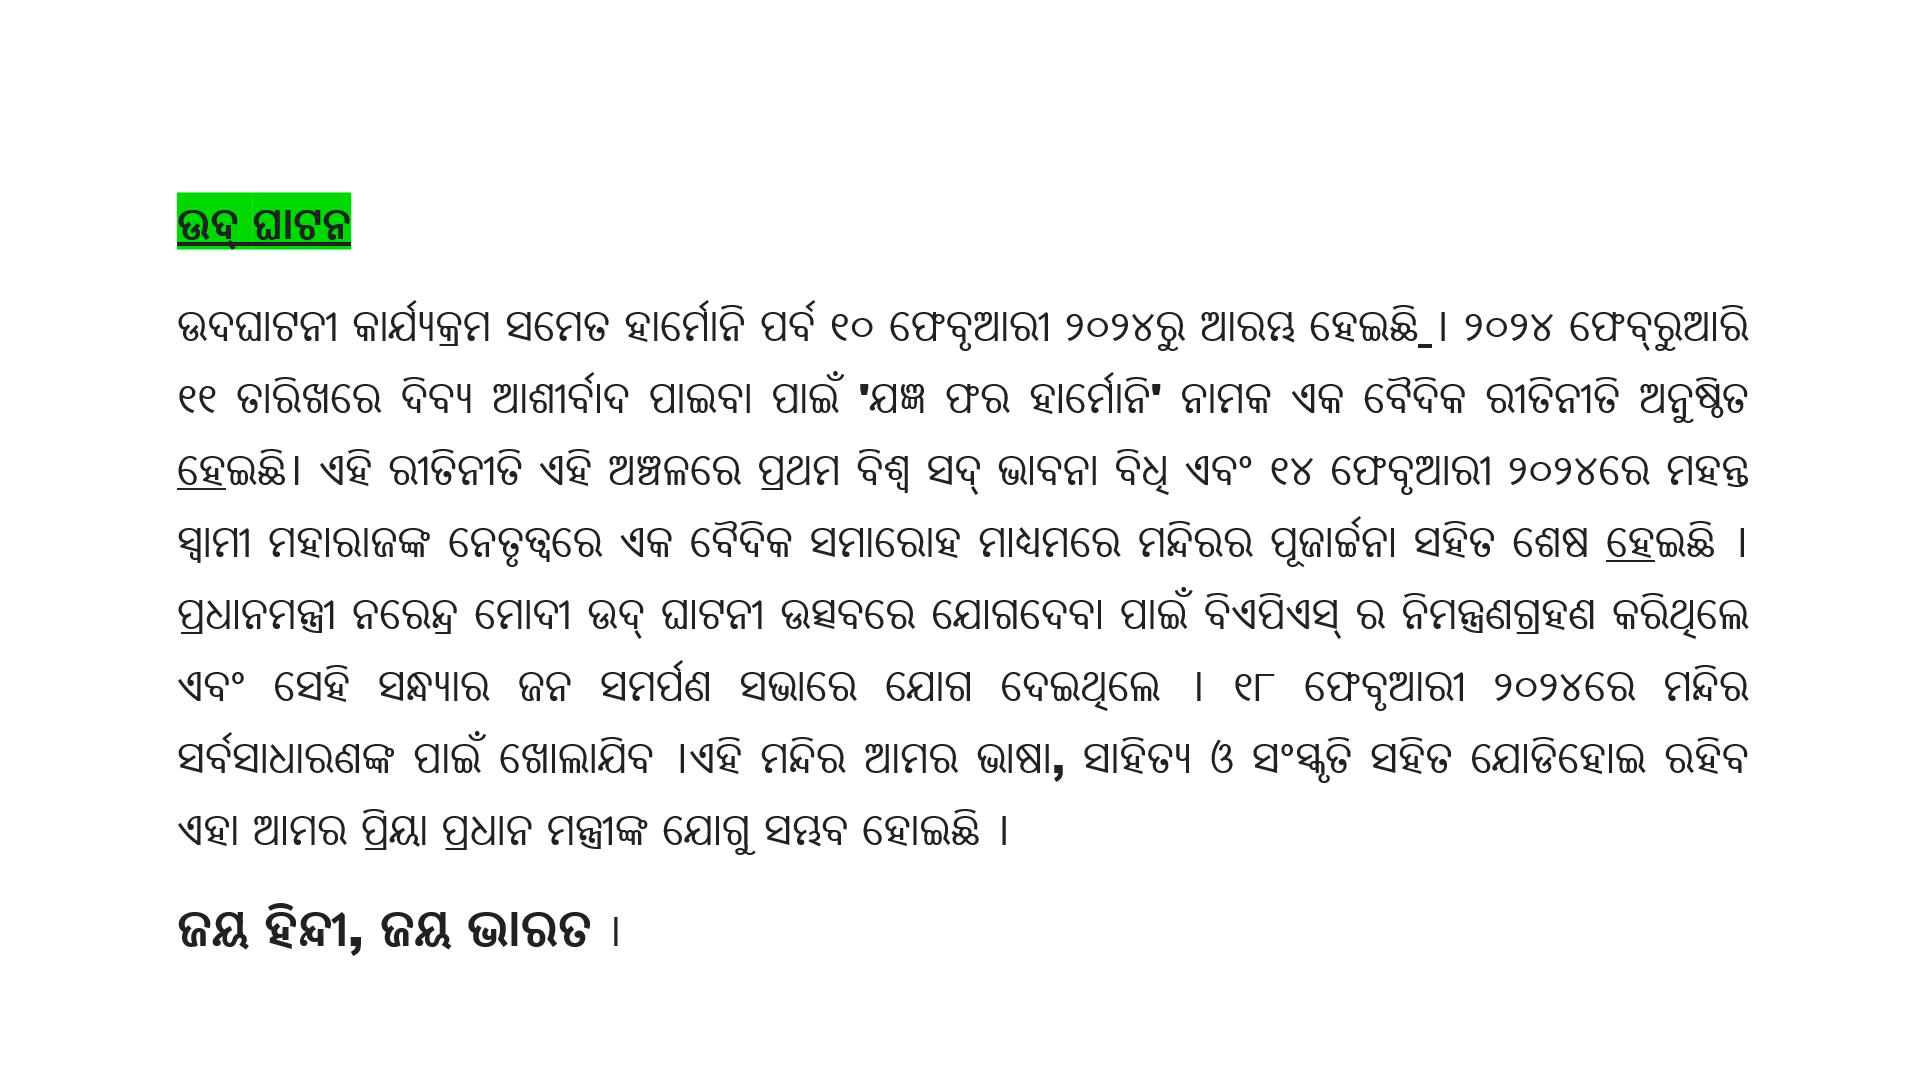 ଉଦ୍ ଘାଟନ
ଉଦଘାଟନୀ କାର୍ଯ୍ୟକ୍ରମ ସମେତ ହାର୍ମୋନି ପର୍ବ ୧୦ ଫେବୃଆରୀ ୨୦୨୪ରୁ ଆରମ୍ଭ ହେଇଛି_। ୨୦୨୪ ଫେବ୍‌ରୁଆରି
୧୧ ତାରିଖରେ ଦିବ୍ୟ ଆଶୀର୍ବାଦ ପାଇବା ପାଇଁ 'ଯଜ୍ଞ ଫର ହାର୍ମୋନି' ନାମକ ଏକ ବୈଦିକ ରୀତିନୀତି ଅନୁଷ୍ଠିତ
ହେଇଛି। ଏହି ରୀତିନୀତି ଏହି ଅଞ୍ଚଳରେ ପ୍ରଥମ ବିଶ୍ୱ ସଦ୍ ଭାବନା ବିଧି ଏବଂ ୧୪ ଫେବୃଆରୀ ୨୦୨୪ରେ ମହନ୍ତ
ସ୍ୱାମୀ ମହାରାଜଙ୍କ ନେତୃତ୍ୱରେ ଏକ ବୈଦିକ ସମାରୋହ ମାଧ୍ୟମରେ ମନ୍ଦିରର ପୂଜାର୍ଚ୍ଚନା ସହିତ ଶେଷ ହେଇଛି ।
ପ୍ରଧାନମନ୍ତ୍ରୀ ନରେନ୍ଦ୍ର ମୋଦୀ ଉଦ୍ ଘାଟନୀ ଉତ୍ସବରେ ଯୋଗଦେବା ପାଇଁ ବିଏପିଏସ୍ ର ନିମନ୍ତ୍ରଣଗ୍ରହଣ କରିଥିଲେ
ଏବଂ ସେହି ସନ୍ଧ୍ୟାର ଜନ ସମର୍ପଣ ସଭାରେ ଯୋଗ ଦେଇଥିଲେ । ୧୮ ଫେବୃଆରୀ ୨୦୨୪ରେ ମନ୍ଦିର
ସର୍ବସାଧାରଣଙ୍କ ପାଇଁ ଖୋଲାଯିବ ।ଏହି ମନ୍ଦିର ଆମର ଭାଷା, ସାହିତ୍ୟ ଓ ସଂସ୍କୃତି ସହିତ ଯୋଡିହୋଇ ରହିବ
ଏହା ଆମର ପ୍ରିୟା ପ୍ରଧାନ ମନ୍ତ୍ରୀଙ୍କ ଯୋଗୁ ସମ୍ଭବ ହୋଇଛି ।
ଜୟ ହିନ୍ଦୀ, ଜୟ ଭାରତ ।